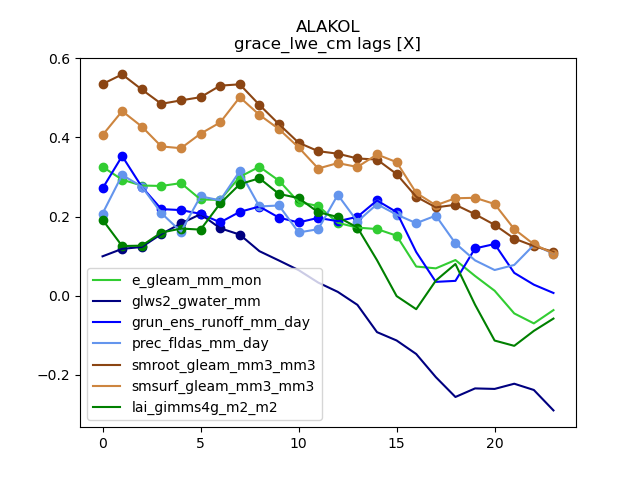 ALAKOL
grace_lwe_cm lags [X]
0.6
0.4
0.2
0.0
−0.2
e_gleam_mm_mon
glws2_gwater_mm
grun_ens_runoff_mm_day
prec_fldas_mm_day
smroot_gleam_mm3_mm3
smsurf_gleam_mm3_mm3
lai_gimms4g_m2_m2
0 5 10 15 20